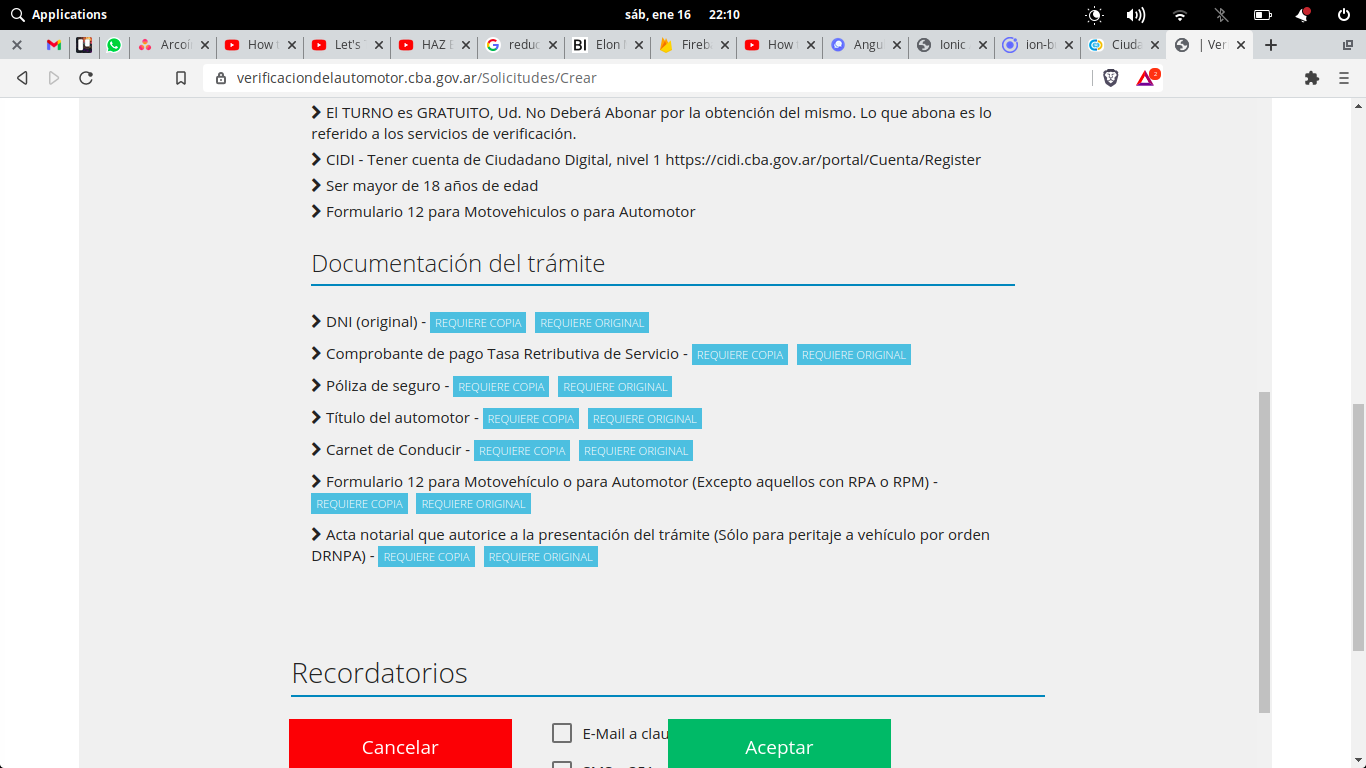 Applications
sáb, ene 16 22:10
Arcoí
How t
Let's T
HAZ E
reduc
BI Elon
Fireb
How
Angu
Ionic
ion-b
Ciuda
| Ver
verificaciondelautomotor.cba.gov.ar/Solicitudes/Crear
2
El TURNO es GRATUITO, Ud. No Deberá Abonar por la obtención del mismo. Lo que abona es lo
referido a los servicios de verificación.
CIDI - Tener cuenta de Ciudadano Digital, nivel 1 https://cidi.cba.gov.ar/portal/Cuenta/Register
Ser mayor de 18 años de edad
Formulario 12 para Motovehiculos o para Automotor
Documentación del trámite
DNI (original) - REQUIERE COPIA REQUIERE ORIGINAL
Comprobante de pago Tasa Retributiva de Servicio - REQUIERE COPIA REQUIERE ORIGINAL
Póliza de seguro - REQUIERE COPIA REQUIERE ORIGINAL
Título del automotor - REQUIERE COPIA REQUIERE ORIGINAL
Carnet de Conducir - REQUIERE COPIA REQUIERE ORIGINAL
Formulario 12 para Motovehículo o para Automotor (Excepto aquellos con RPA o RPM) -
REQUIERE COPIA REQUIERE ORIGINAL
Acta notarial que autorice a la presentación del trámite (Sólo para peritaje a vehículo por orden
DRNPA) - REQUIERE COPIA REQUIERE ORIGINAL
Recordatorios
Cancelar
E-Mail a clau
Aceptar